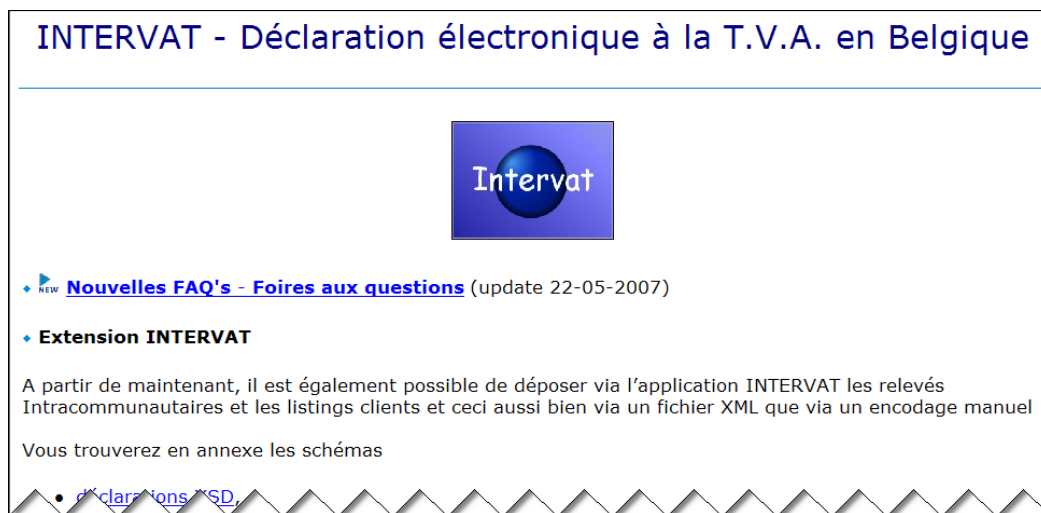 INTERVAT - Déclaration électronique à la T.V.A. en Belgique
Intervat
NEW Nouvelles FAQ's - Foires aux questions (update 22-05-2007)
Extension INTERVAT
A partir de maintenant, il est également possible de déposer via l'application INTERVAT les relevés
Intracommunautaires et les listings clients et ceci aussi bien via un fichier XML que via un encodage manuel
Vous trouverez en annexe les schémas
déclarations XSD,